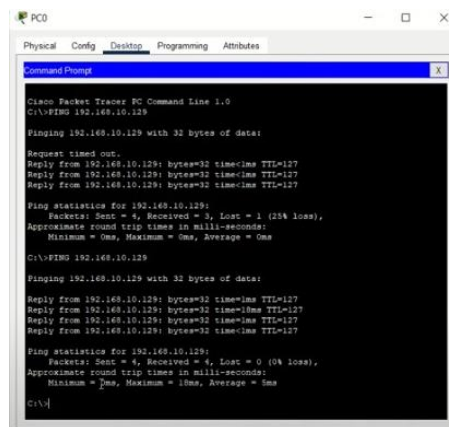 PC0
Physical Config Desktop Programming Attributes
Command Prompt X
Cisco Packet Tracer PC Command Line 1.0
C:\>PING 192.168.10.129
Pinging 192.168.10.129 with 32 bytes of data:
Request timed out.
Reply from 192.168.10.129: bytes=32 time<1ms TTL=127
Reply from 192.168.10.129: bytes=32 time<1ms TTL=127
Reply from 192.168.10.129: bytes=32 time<1ms TTL=127
Ping statistics for 192.168.10.129:
Packets: Sent = 4, Received = 3, Lost = 1 (25% loss),
Approximate round trip times in milli-seconds:
Minimum = 0ms, Maximum = 0ms, Average = 0ms
C:\>PING 192.168.10.129
Pinging 192.168.10.129 with 32 bytes of data:
Reply from 192.168.10.129: bytes=32 time=1ms TTL=127
Reply from 192.168.10.129: bytes=32 time=18ms TTL=127
Reply from 192.168.10.129: bytes=32 time=1ms TTL=127
Reply from 192.168.10.129: bytes=32 time<1ms TTL=127
Ping statistics for 192.168.10.129:
Packets: Sent = 4, Received = 4, Lost = 0 (0% loss),
Approximate round trip times in milli-seconds:
Minimum = 0ms, Maximum = 18ms, Average = 5ms
C:\>